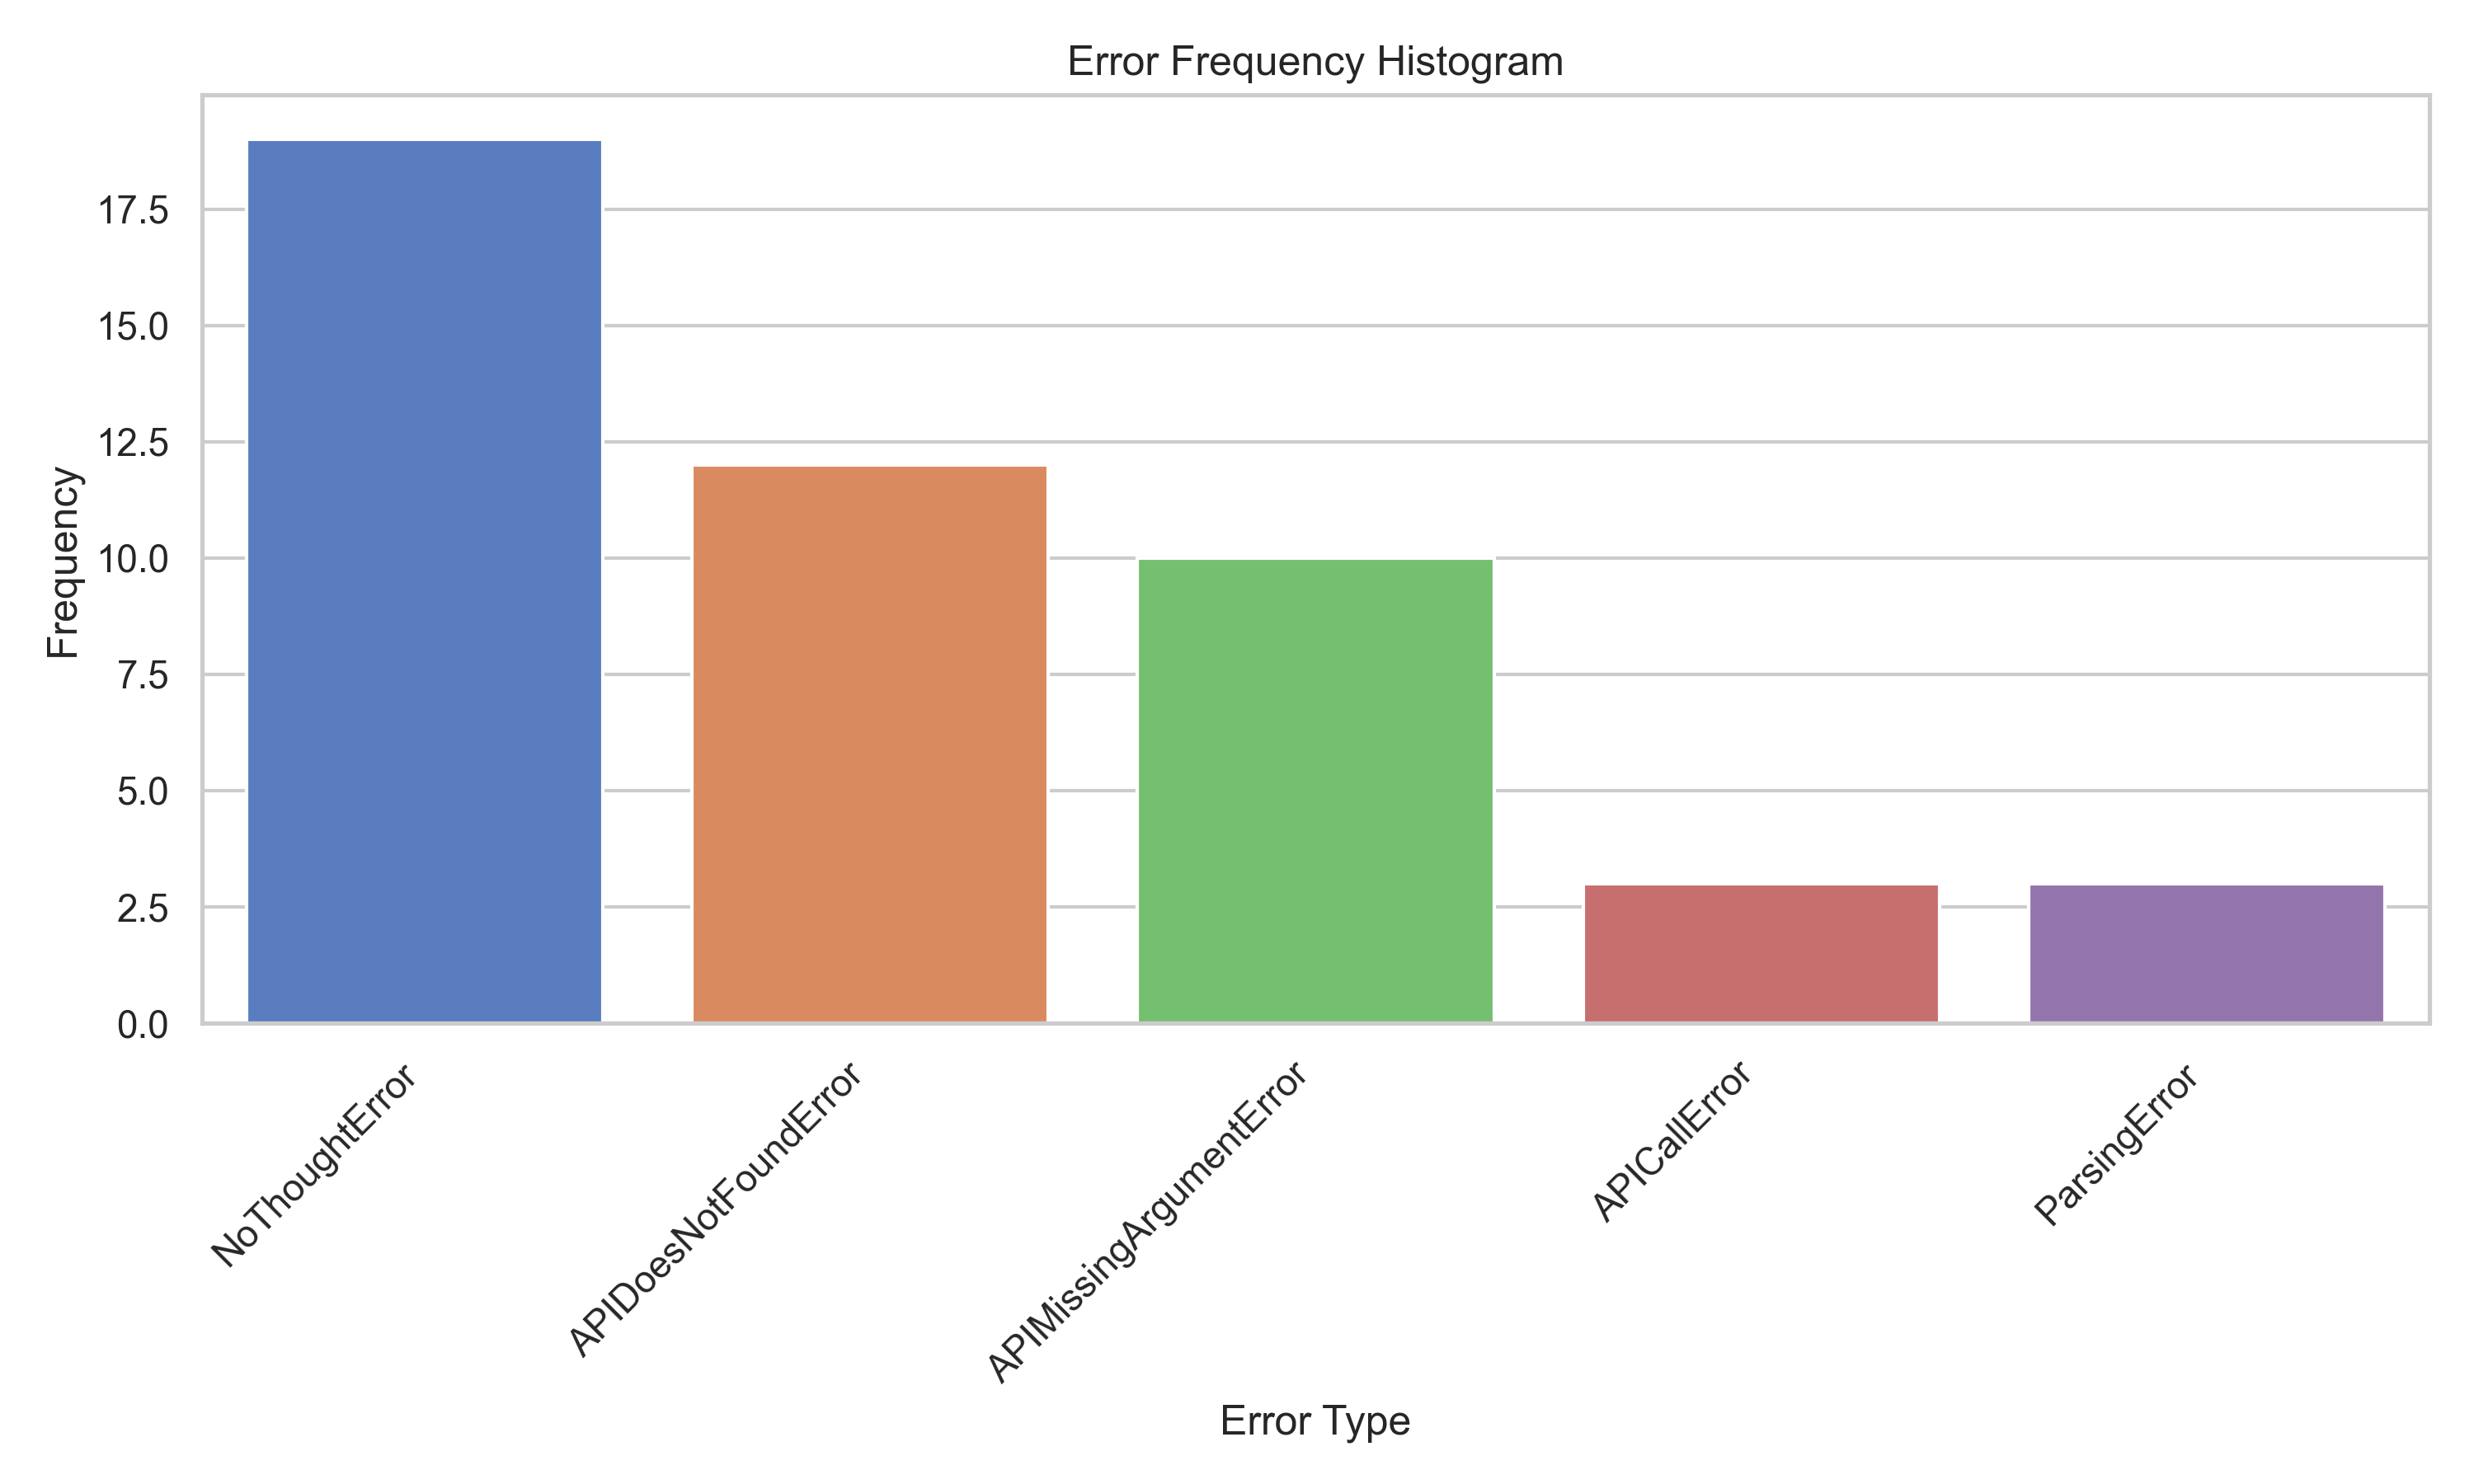 Error Frequency Histogram
Frequency
17.5
15.0
12.5
10.0
7.5
5.0
2.5
0.0
NoThoughtError
APIDoesNotFoundError
APIMissingArgumentError
APICallError
ParsingError
Error Type